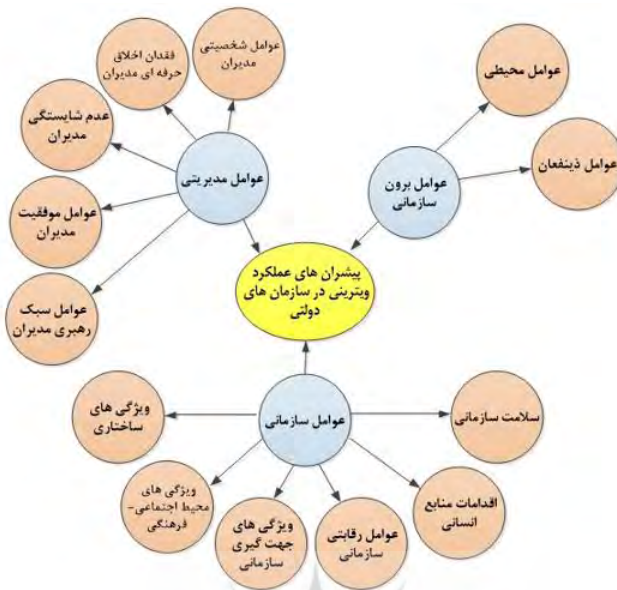 عوامل شخصیتی
مدیران
فقدان اخلاق
حرفه ای مدیران
عدم شایستگی
مدیران
عوامل موفقیت
مدیران
عوامل سبک
رهبری مدیران
عوامل مدیریتی
عوامل محیطی
عوامل ذینفعان
عوامل برون
سازمانی
پیشران های عملکرد
ویترینی در سازمان های
دولتی
عوامل سازمانی
سلامت سازمانی
اقدامات منابع
انسانی
عوامل رقابتی
سازمانی
ویژگی های
جهت گیری
سازمانی
ویژگی های
محیط اجتماعی-
فرهنگی
ویژگی های
ساختاری